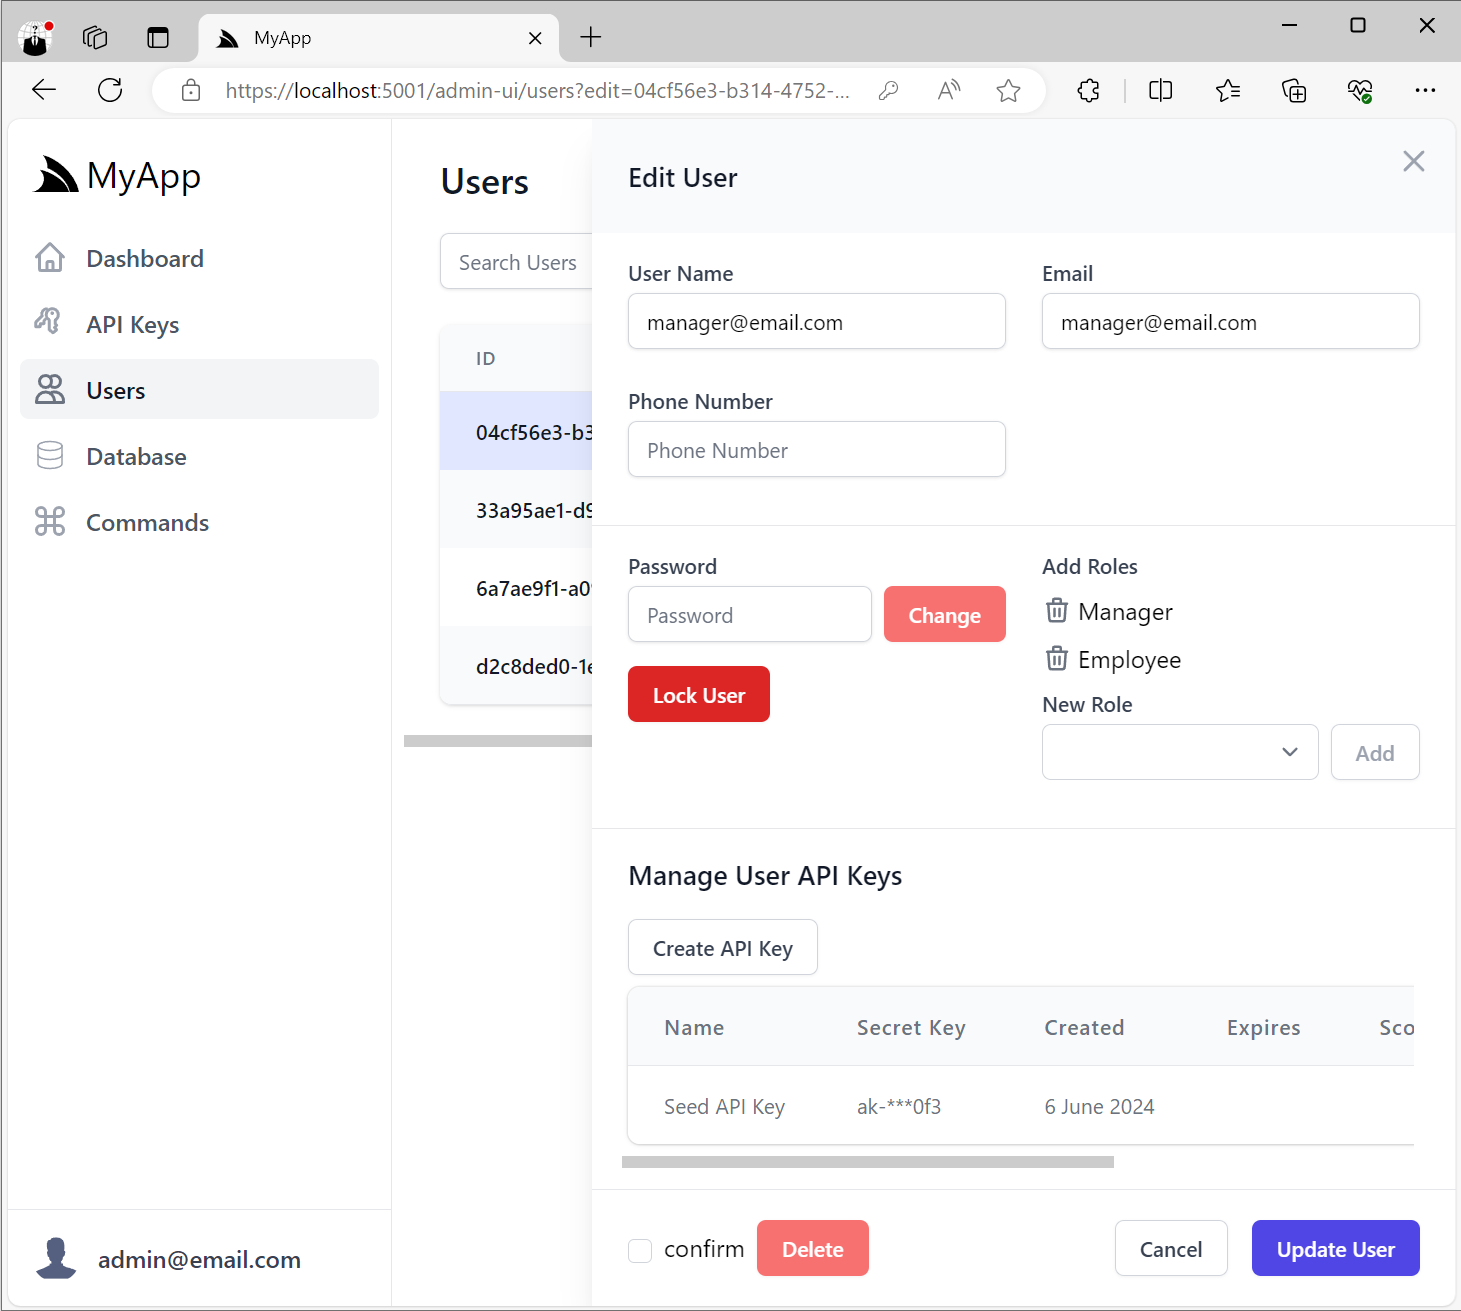 MyApp
https://localhost:5001/admin-ui/users?edit=04cf56e3-b314-4752-...
MyApp
Dashboard
API Keys
Users
Database
Commands
admin@email.com
Users
Search Users
ID
04cf56e3-b3
33a95ae1-d9
6a7ae9f1-a09
d2c8ded0-1e
Edit User
User Name
Email
manager@email.com
manager@email.com
Phone Number
Phone Number
Password
Add Roles
Password
Change
Manager
Employee
Lock User
New Role
Add
Manage User API Keys
Create API Key
Name Secret Key Created Expires Sco
Seed API Key ak-***0f3 6 June 2024
confirm
Delete
Cancel
Update User